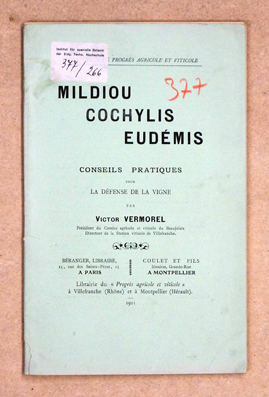 PROGRÈS AGRICOLE ET VITICOLE
Institut für spezielle Botanik
der Eidg. Techn. Hochschule
377/266
377
MILDIOU
COCHYLIS
EUDÉMIS
CONSEILS PRATIQUES
POUR
LA DÉFENSE DE LA VIGNE
PAR
VICTOR VERMOREL
Président du Comice agricole et viticole du Beaujolais
Directeur de la Station viticole de Villefranche.
BÉRANGER, LIBRAIRE,
15, rue des Saints-Pères, 15
A PARIS
COULET ET FILS
libraires, Grand-Rue
A MONTPELLIER
Librairie du « Progrès agricole et viticole »
à Villefranche (Rhône) et à Montpellier (Hérault).
1911